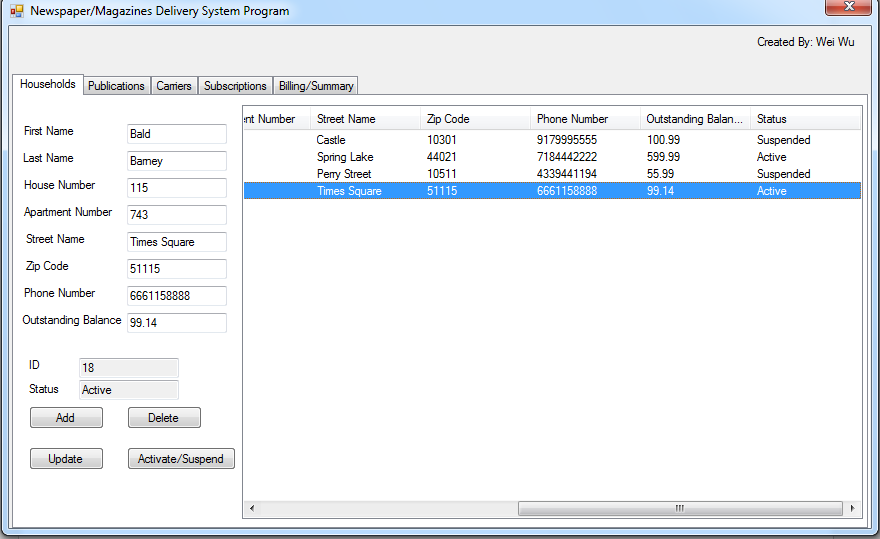 Newspaper/Magazines Delivery System Program
Created By: Wei Wu
Households Publications Carriers Subscriptions Billing/Summary
nt Number Street Name Zip Code Phone Number Outstanding Balan... Status
Castle 10301 9179995555 100.99 Suspended
Spring Lake 44021 7184442222 599.99 Active
Perry Street 10511 4339441194 55.99 Suspended
Times Square 51115 6661158888 99.14 Active
First Name Bald
Last Name Barney
House Number 115
Apartment Number 743
Street Name Times Square
Zip Code 51115
Phone Number 6661158888
Outstanding Balance 99.14
ID 18
Status Active
Add Delete
Update Activate/Suspend